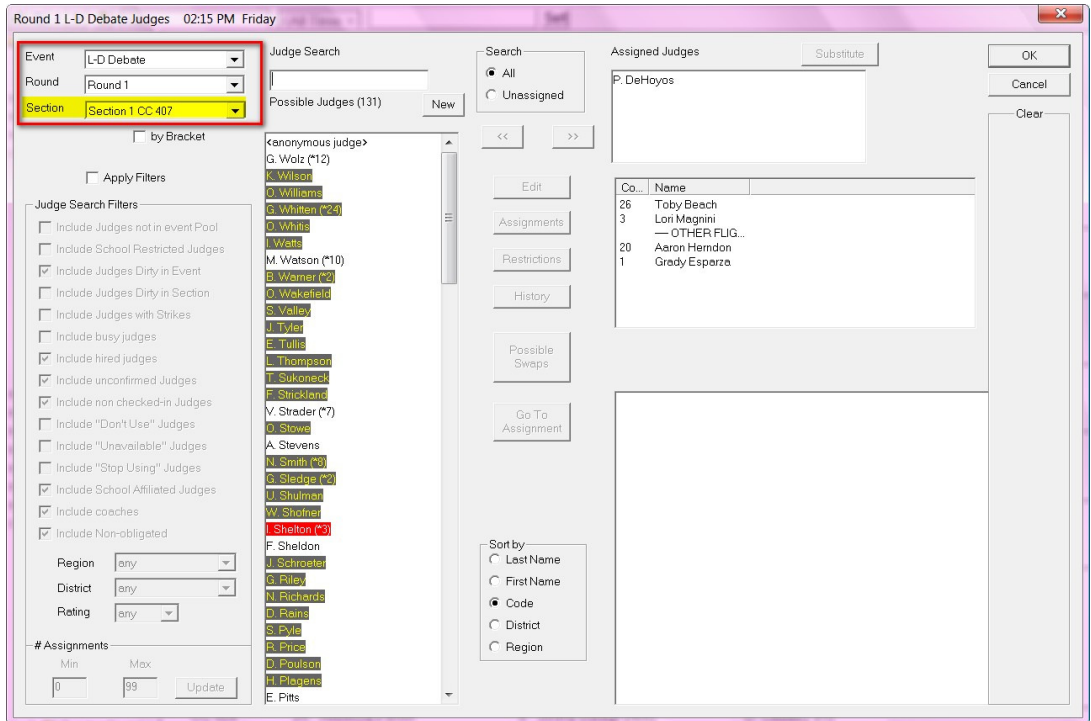 Round 1 L-D Debate Judges 02:15 PM Friday
Event L-D Debate
Round Round 1
Section Section 1 CC 407
by Bracket
Apply Filters
Judge Search Filters
Include Judges not in event Pool
Include School Restricted Judges
Include Judges Dirty in Event
Include Judges Dirty in Section
Include Judges with Strikes
Include busy judges
Include hired judges
Include unconfirmed Judges
Include non checked-in Judges
Include "Don't Use" Judges
Include "Unavailable" Judges
Include "Stop Using" Judges
Include School Affiliated Judges
Include coaches
Include Non-obligated
Region any
District any
Rating any
# Assignments
Min Max
0 99 Update
Judge Search
Possible Judges (131) New
<anonymous judge>
G. Wolz (*12)
K. Wilson
O. Williams
G. Whitten (*24)
O. Whitis
I. Watts
M. Watson (*10)
B. Warner (*2)
O. Wakefield
S. Valley
J. Tyler
E. Tullis
L. Thompson
T. Sukoneck
F. Strickland
V. Strader (*7)
O. Stowe
A. Stevens
N. Smith (*8)
G. Sledge (*2)
U. Shulman
W. Shofner
I. Shelton (*3)
F. Sheldon
J. Schroeter
G. Riley
N. Richards
D. Rains
S. Pyle
R. Price
D. Poulson
H. Plagens
E. Pitts
Search
All
Unassigned
<< >>
Edit
Assignments
Restrictions
History
Possible
Swaps
Go To
Assignment
Sort by
Last Name
First Name
Code
District
Region
Assigned Judges Substitute
P. DeHoyos
Co... Name
26 Toby Beach
3 Lori Magnini
— OTHER FLIG...
20 Aaron Herndon
1 Grady Esparza
OK
Cancel
Clear